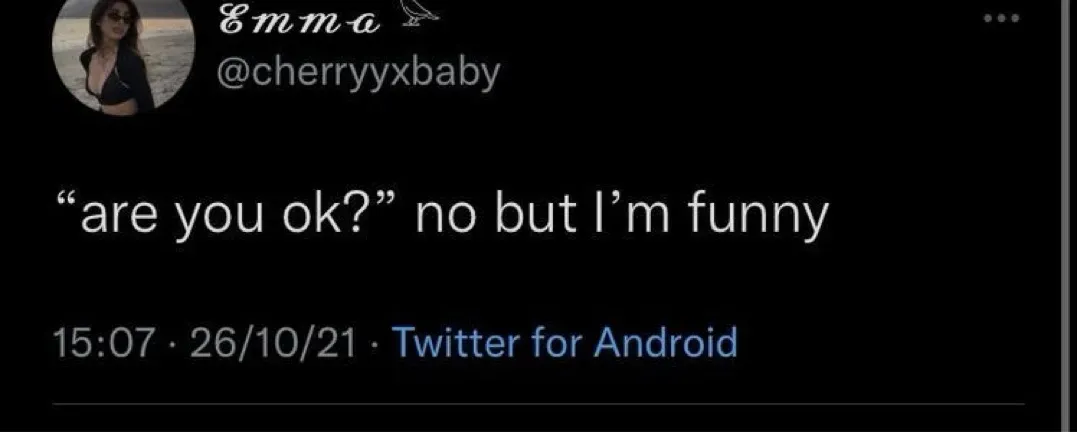 ℰ𝓂𝓂𝒶 𓅪
@cherryyxbaby
“are you ok?” no but I’m funny
15:07 · 26/10/21 · Twitter for Android